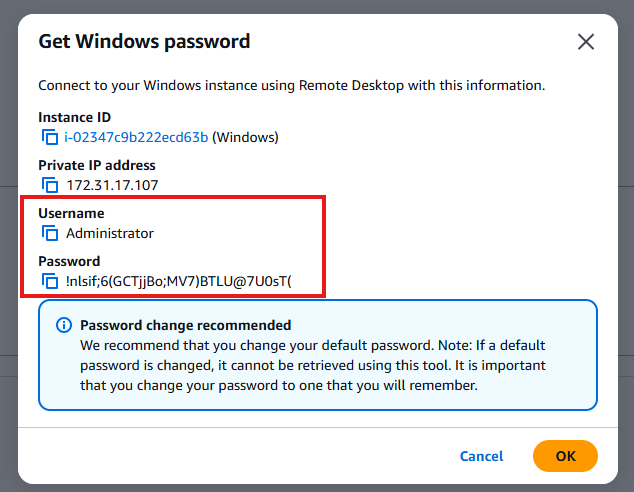 Get Windows password
Connect to your Windows instance using Remote Desktop with this information.
Instance ID
i-02347c9b222ecd63b (Windows)
Private IP address
172.31.17.107
Username
Administrator
Password
!nlsif;6(GCTjjBo;MV7)BTLU@7U0sT(
Password change recommended
We recommend that you change your default password. Note: If a default
password is changed, it cannot be retrieved using this tool. It is important
that you change your password to one that you will remember.
Cancel
OK